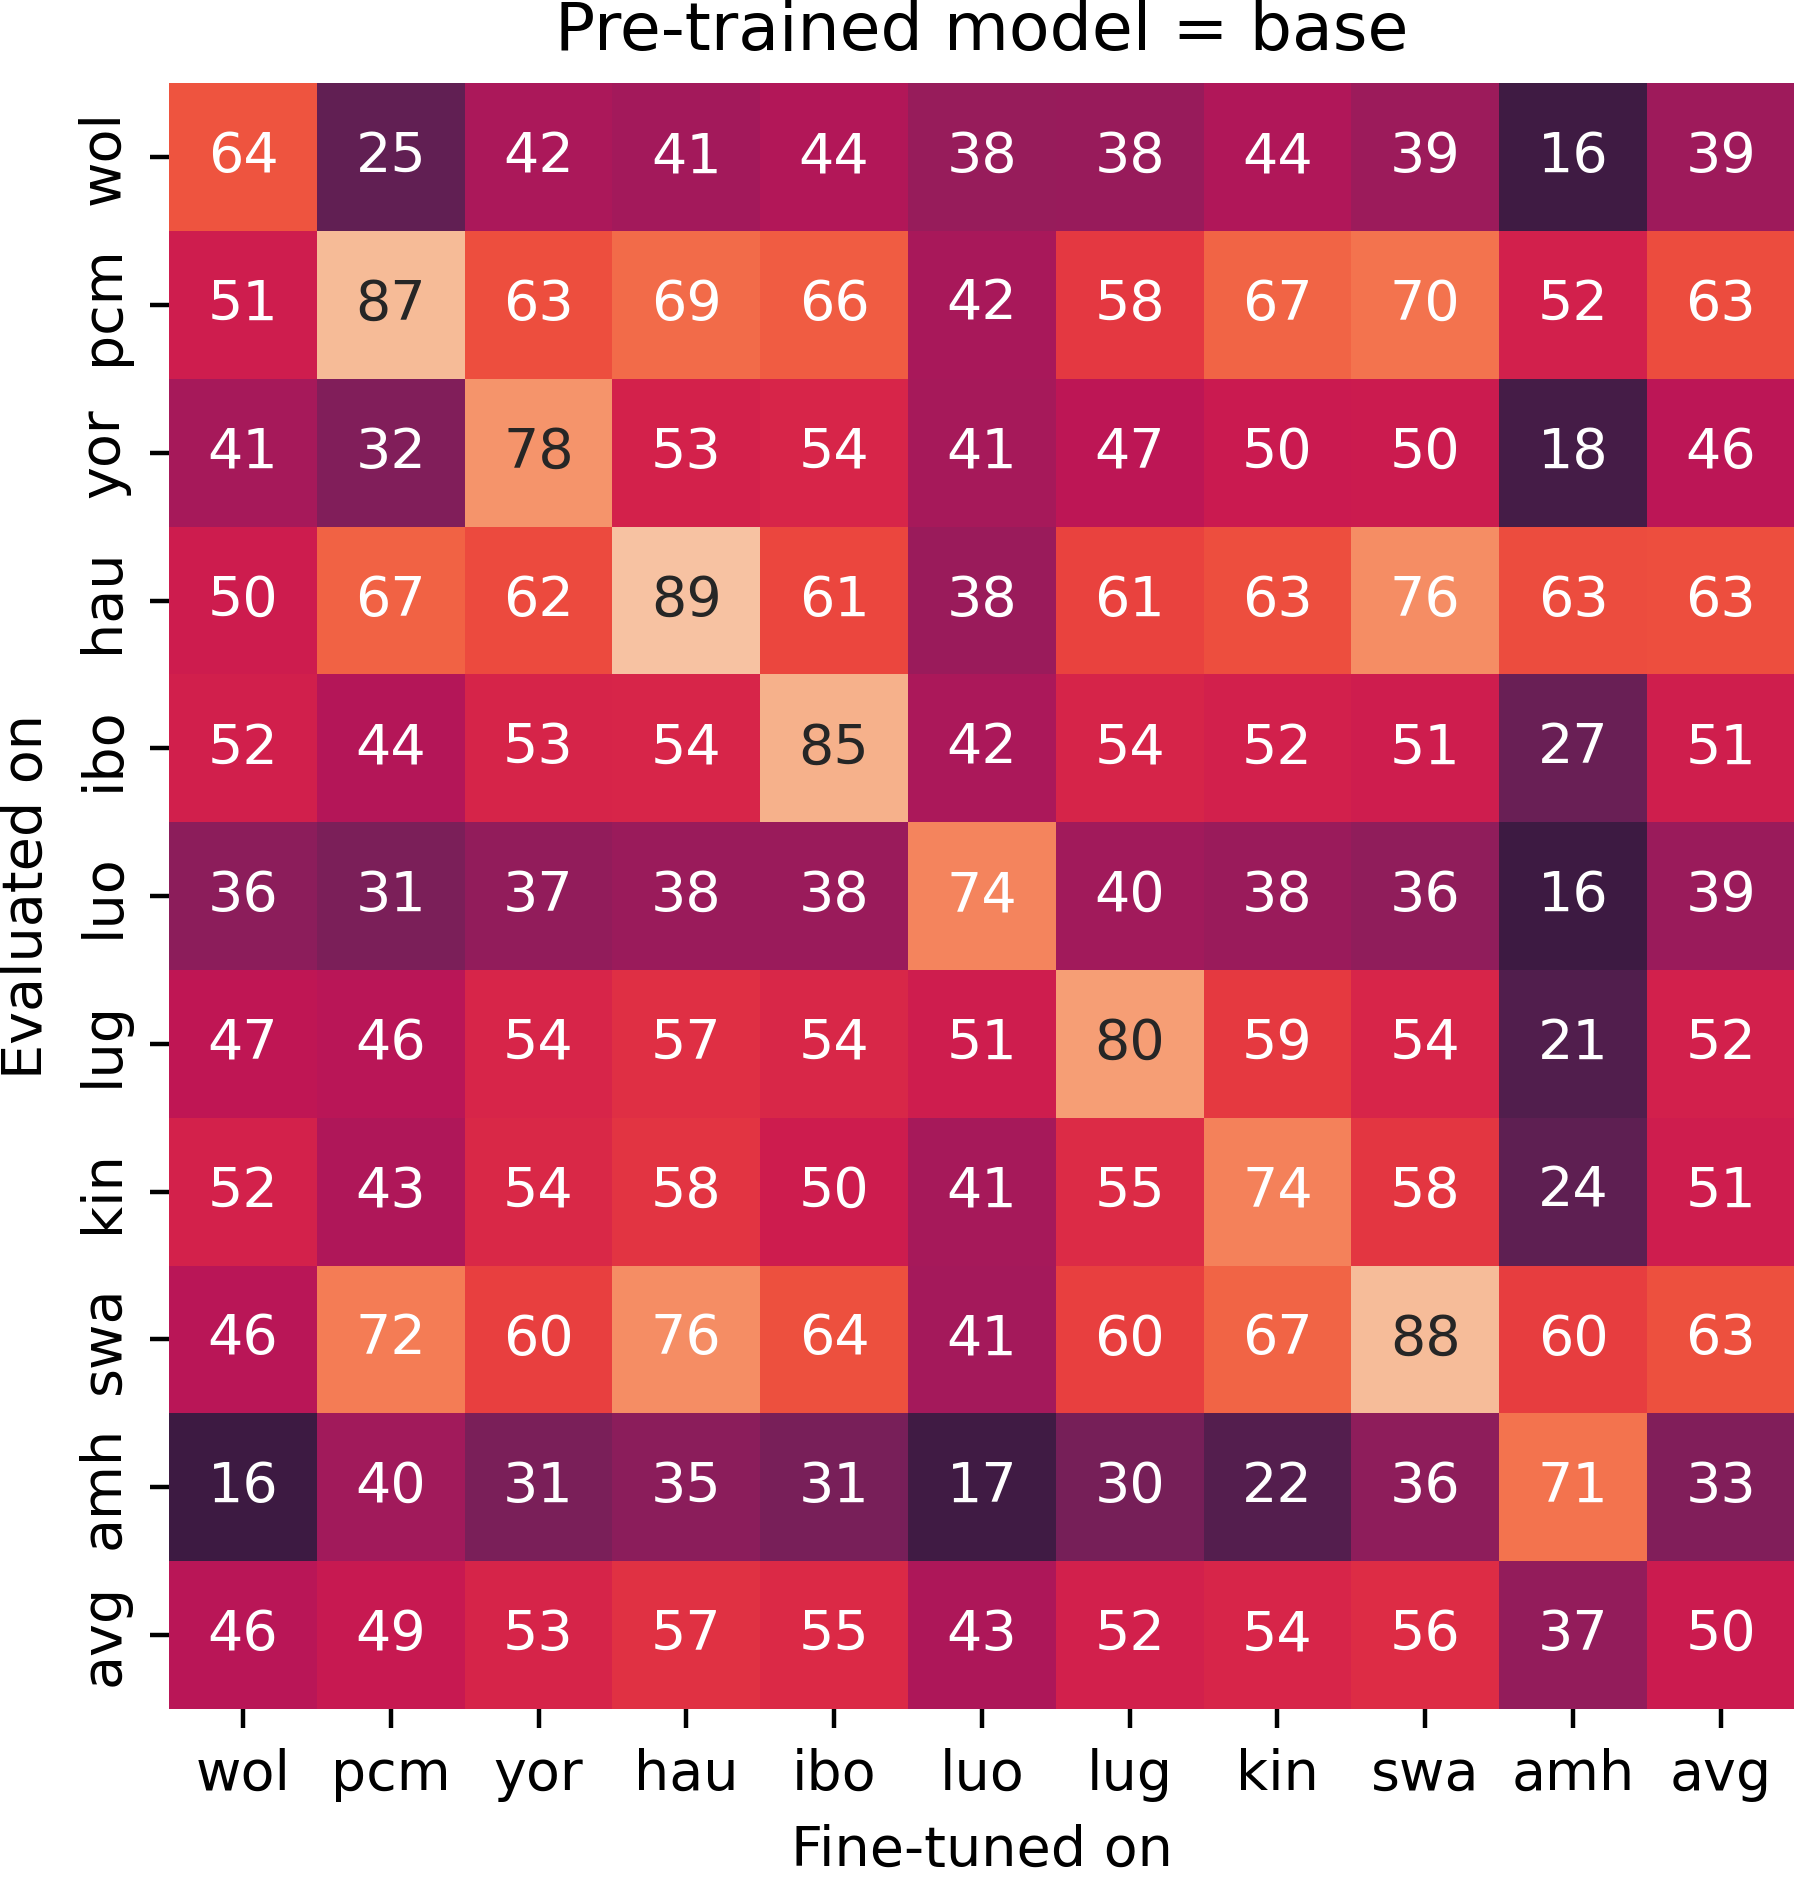 Pre-trained model = base
Evaluated on
wol 64 25 42 41 44 38 38 44 39 16 39
pcm 51 87 63 69 66 42 58 67 70 52 63
yor 41 32 78 53 54 41 47 50 50 18 46
hau 50 67 62 89 61 38 61 63 76 63 63
ibo 52 44 53 54 85 42 54 52 51 27 51
luo 36 31 37 38 38 74 40 38 36 16 39
lug 47 46 54 57 54 51 80 59 54 21 52
kin 52 43 54 58 50 41 55 74 58 24 51
swa 46 72 60 76 64 41 60 67 88 60 63
amh 16 40 31 35 31 17 30 22 36 71 33
avg 46 49 53 57 55 43 52 54 56 37 50
wol pcm yor hau ibo luo lug kin swa amh avg
Fine-tuned on